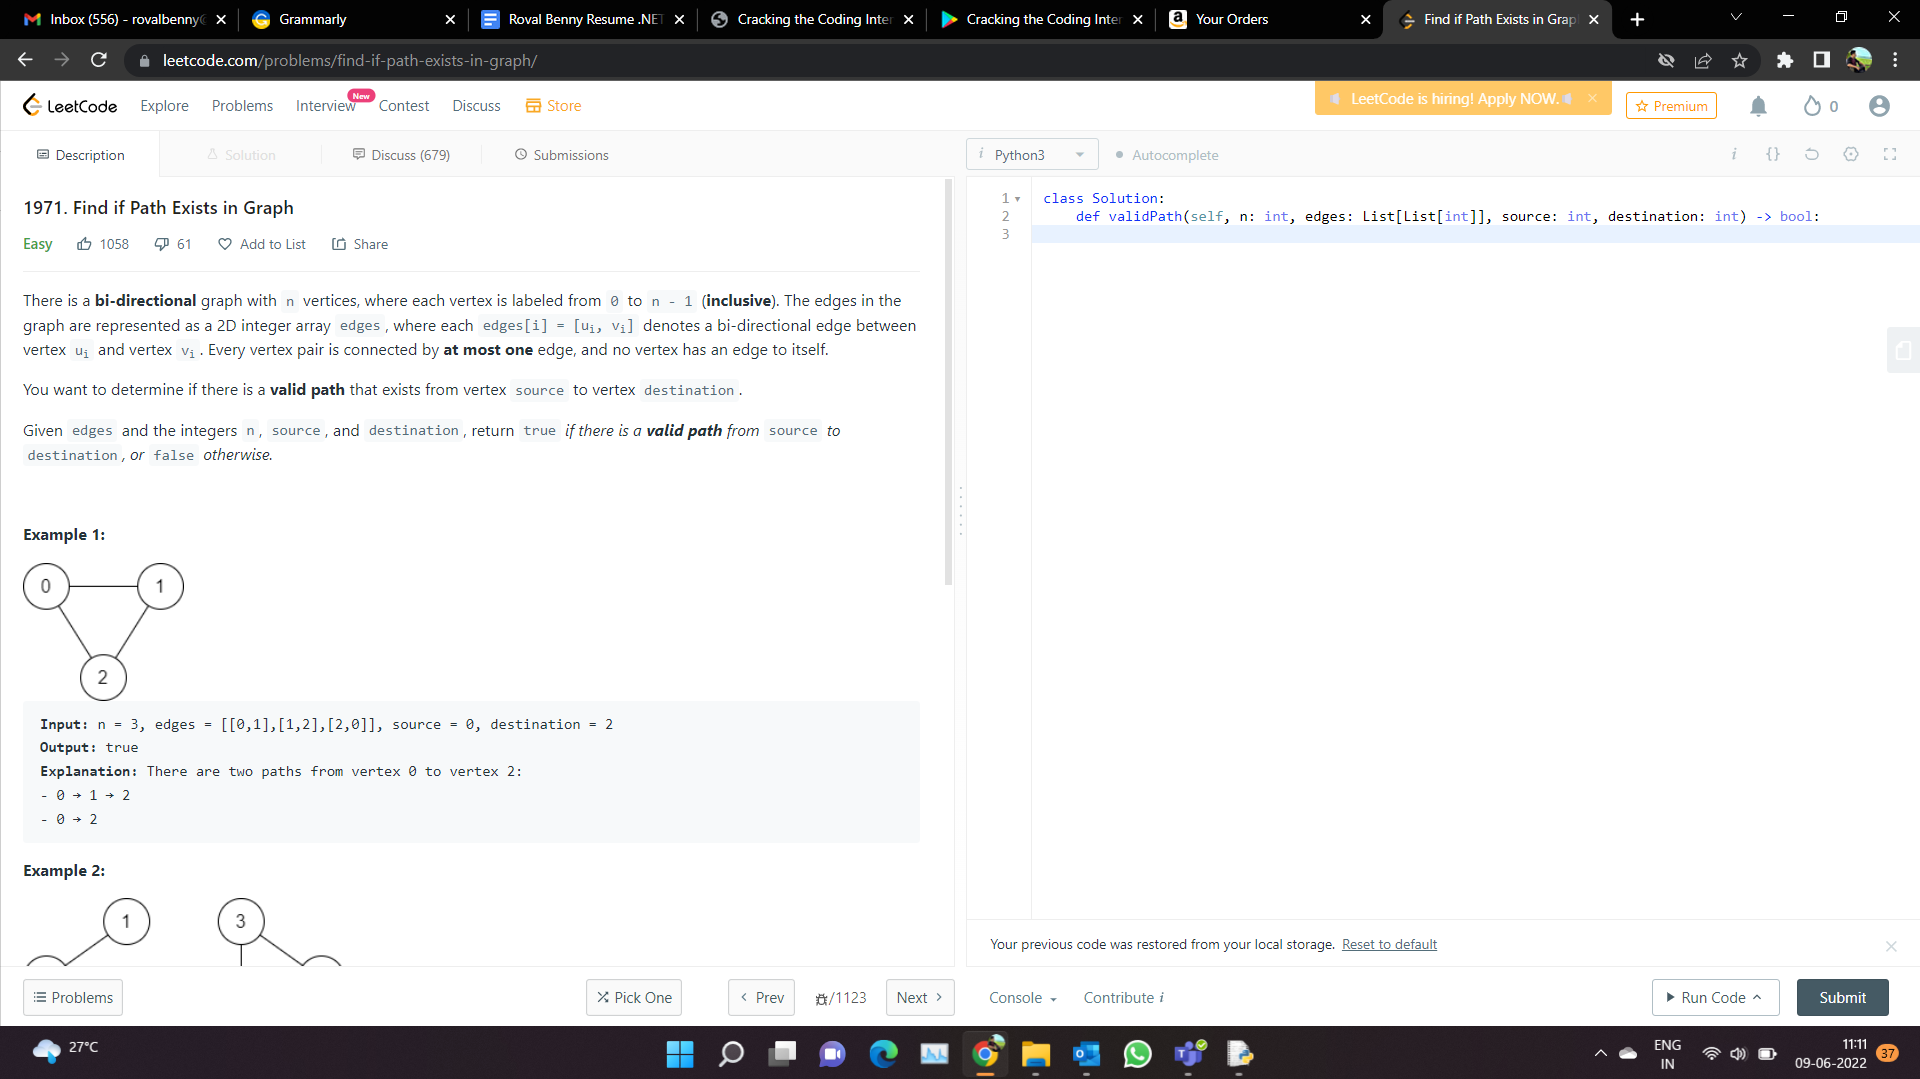 Inbox (556) - rovalbenny@
Grammarly
Roval Benny Resume .NET
Cracking the Coding Inter
Cracking the Coding Inter
Your Orders
Find if Path Exists in Grap
leetcode.com/problems/find-if-path-exists-in-graph/
LeetCode Explore Problems Interview New Contest Discuss Store
LeetCode is hiring! Apply NOW.
Premium
0
Description Solution Discuss (679) Submissions
i Python3 Autocomplete
1971. Find if Path Exists in Graph
Easy 1058 61 Add to List Share
There is a bi-directional graph with n vertices, where each vertex is labeled from 0 to n - 1 (inclusive). The edges in the
graph are represented as a 2D integer array edges, where each edges[i] = [ui, vi] denotes a bi-directional edge between
vertex ui and vertex vi. Every vertex pair is connected by at most one edge, and no vertex has an edge to itself.
You want to determine if there is a valid path that exists from vertex source to vertex destination.
Given edges and the integers n, source, and destination, return true if there is a valid path from source to
destination, or false otherwise.
Example 1:
0
1
2
Input: n = 3, edges = [[0,1],[1,2],[2,0]], source = 0, destination = 2
Output: true
Explanation: There are two paths from vertex 0 to vertex 2:
- 0 → 1 → 2
- 0 → 2
Example 2:
1
3
Problems Pick One Prev /1123 Next
1 class Solution:
2 def validPath(self, n: int, edges: List[List[int]], source: int, destination: int) -> bool:
3
Your previous code was restored from your local storage. Reset to default
Console Contribute i
Run Code Submit
27°C
ENG
IN
11:11
09-06-2022
37